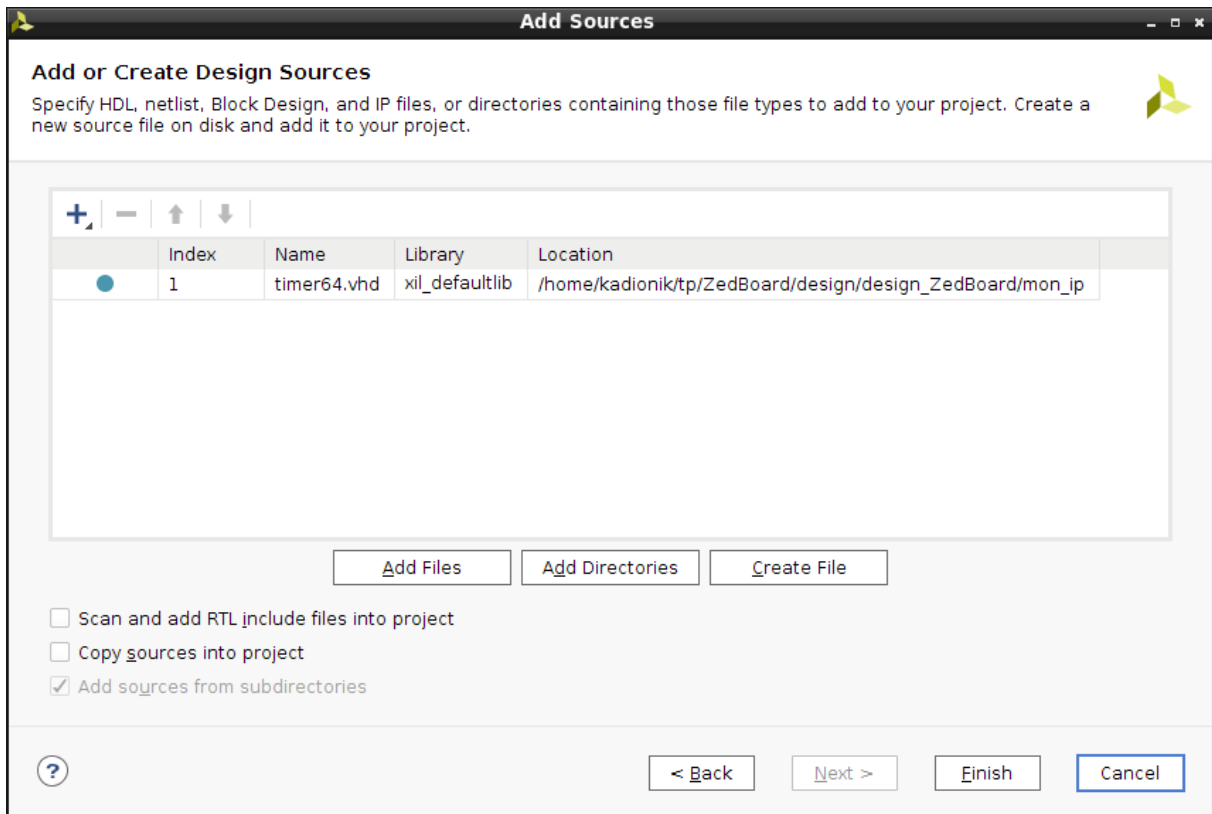 Add Sources
Add or Create Design Sources
Specify HDL, netlist, Block Design, and IP files, or directories containing those file types to add to your project. Create a
new source file on disk and add it to your project.
Index Name Library Location
1 timer64.vhd xil_defaultlib /home/kadionik/tp/ZedBoard/design/design_ZedBoard/mon_ip
Add Files Add Directories Create File
Scan and add RTL include files into project
Copy sources into project
Add sources from subdirectories
? < Back Next > Finish Cancel